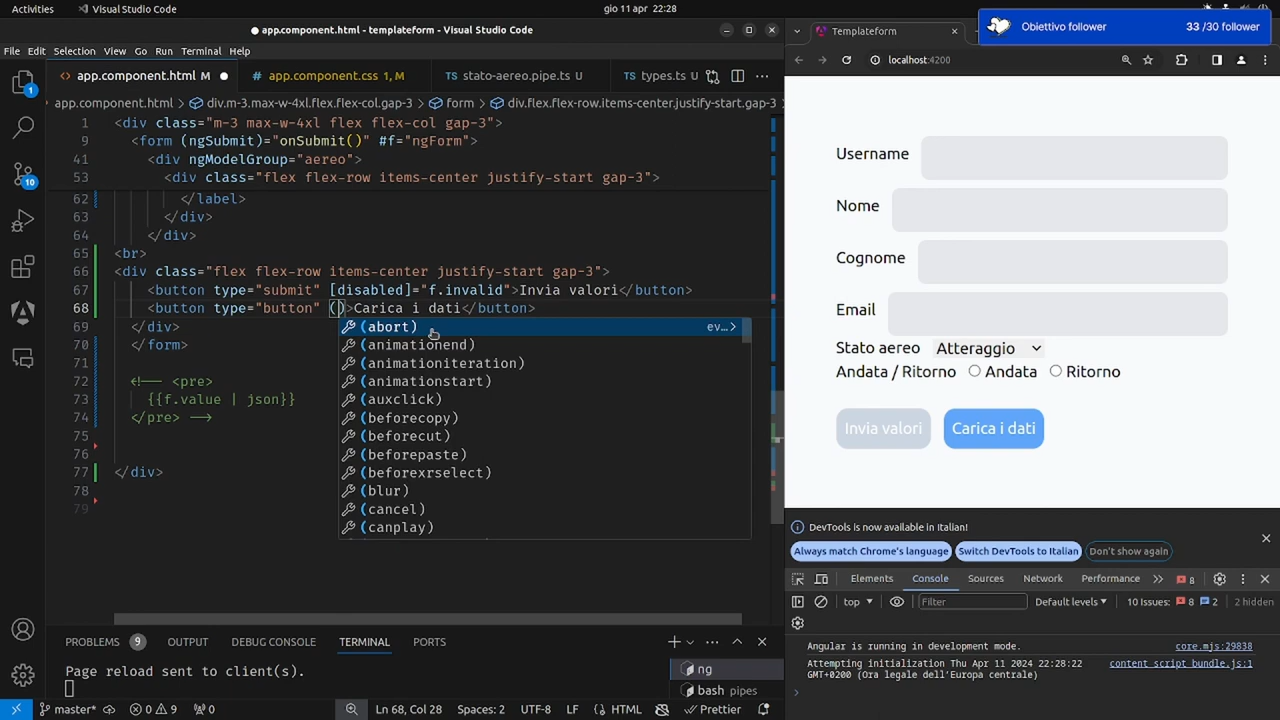 Activities
Visual Studio Code
gio 11 apr 22:28
Obiettivo follower 33 /30 follower
app.component.html - templateform - Visual Studio Code
File Edit Selection View Go Run Terminal Help
app.component.html M
app.component.css 1, M
stato-aereo.pipe.ts U
types.ts U
app.component.html > div.m-3.max-w-4xl.flex.flex-col.gap-3 > form > div.flex.flex-row.items-center.justify-start.gap-3 >
1 <div class="m-3 max-w-4xl flex flex-col gap-3">
9 <form (ngSubmit)="onSubmit()" #f="ngForm">
41 <div ngModelGroup="aereo">
53 <div class="flex flex-row items-center justify-start gap-3">
62 </label>
63 </div>
64 </div>
65 <br>
66 <div class="flex flex-row items-center justify-start gap-3">
67 <button type="submit" [disabled]="f.invalid">Invia valori</button>
68 <button type="button" ()>Carica i dati</button>
69 </div>
70 </form>
71
72 <!-- <pre>
73 {{f.value | json}}
74 </pre> -->
75
76
77 </div>
78
79
(abort) ev...>
(animationend)
(animationiteration)
(animationstart)
(auxclick)
(beforecopy)
(beforecut)
(beforepaste)
(beforexrselect)
(blur)
(cancel)
(canplay)
1
10
PROBLEMS 9 OUTPUT DEBUG CONSOLE TERMINAL PORTS
Page reload sent to client(s).
ng
bash pipes
master* 0 9 0 Ln 68, Col 28 Spaces: 2 UTF-8 LF HTML Prettier
Templateform
localhost:4200
Username
Nome
Cognome
Email
Stato aereo Atteraggio
Andata / Ritorno Andata Ritorno
Invia valori Carica i dati
DevTools is now available in Italian!
Always match Chrome's language Switch DevTools to Italian Don't show again
Elements Console Sources Network Performance 8
top Filter Default levels 10 Issues: 8 2 2 hidden
Angular is running in development mode. core.mjs:29838
Attempting initialization Thu Apr 11 2024 22:28:22 content script bundle.js:1
GMT+0200 (Ora legale dell'Europa centrale)